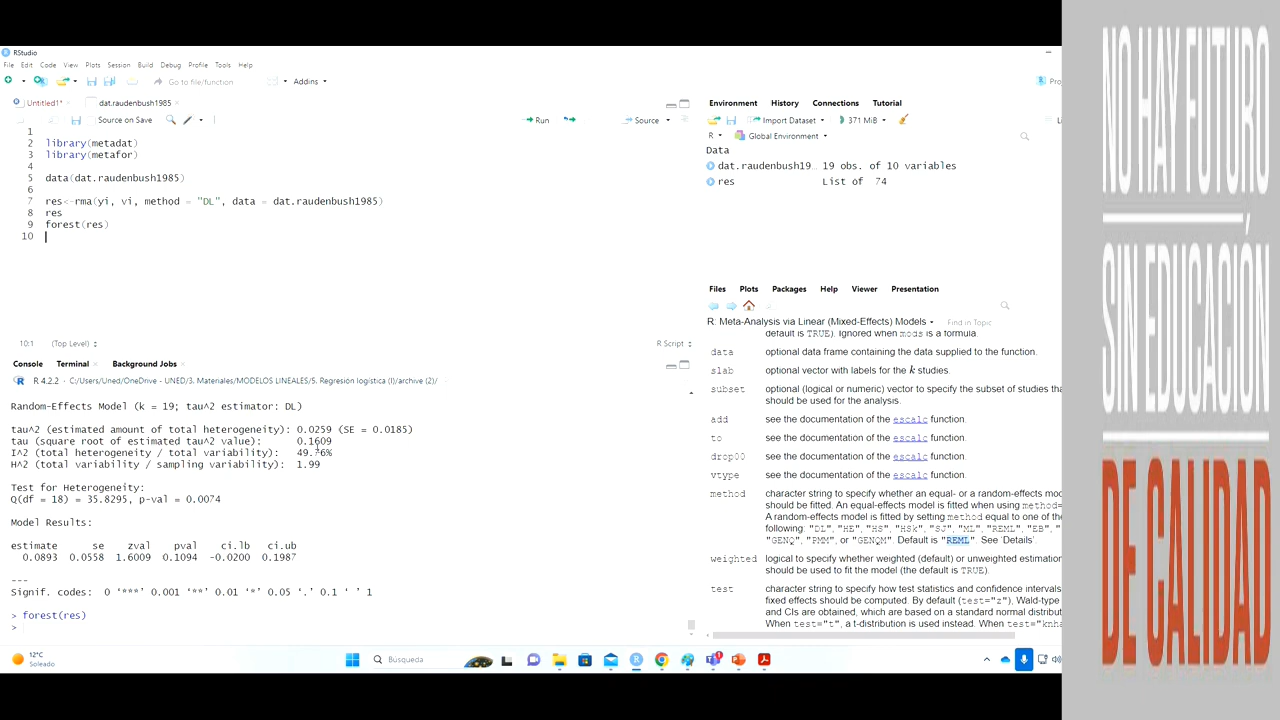 RStudio
File Edit Code View Plots Session Build Debug Profile Tools Help
Go to file/function Addins
Untitled1* dat.raudenbush1985
Source on Save Run Source
1
2 library(metadat)
3 library(metafor)
4
5 data(dat.raudenbush1985)
6
7 res<-rma(yi, vi, method = "DL", data = dat.raudenbush1985)
8 res
9 forest(res)
10
10:1 (Top Level) R Script
Console Terminal Background Jobs
R 4.2.2 · C:/Users/Uned/OneDrive - UNED/3. Materiales/MODELOS LINEALES/5. Regresión logística (I)/archive (2)/
Random-Effects Model (k = 19; tau^2 estimator: DL)
tau^2 (estimated amount of total heterogeneity): 0.0259 (SE = 0.0185)
tau (square root of estimated tau^2 value): 0.1609
I^2 (total heterogeneity / total variability): 49.76%
H^2 (total variability / sampling variability): 1.99
Test for Heterogeneity:
Q(df = 18) = 35.8295, p-val = 0.0074
Model Results:
estimate se zval pval ci.lb ci.ub
0.0893 0.0558 1.6009 0.1094 -0.0200 0.1987
---
Signif. codes: 0 ‘***’ 0.001 ‘**’ 0.01 ‘*’ 0.05 ‘.’ 0.1 ‘ ’ 1
> forest(res)
>
Environment History Connections Tutorial
Import Dataset 371 MiB
R Global Environment
Data
dat.raudenbush19… 19 obs. of 10 variables
res List of 74
Files Plots Packages Help Viewer Presentation
R: Meta-Analysis via Linear (Mixed-Effects) Models Find in Topic
default is TRUE). Ignored when mods is a formula.
data optional data frame containing the data supplied to the function.
slab optional vector with labels for the k studies.
subset optional (logical or numeric) vector to specify the subset of studies tha
should be used for the analysis.
add see the documentation of the escalc function.
to see the documentation of the escalc function.
drop00 see the documentation of the escalc function.
vtype see the documentation of the escalc function.
method character string to specify whether an equal- or a random-effects mod
should be fitted. An equal-effects model is fitted when using method=
A random-effects model is fitted by setting method equal to one of the
following: "DL", "HE", "HS", "HSk", "SJ", "ML", "REML", "EB",
"GENQ", "PMM", or "GENQM". Default is "REML". See ‘Details’.
weighted logical to specify whether weighted (default) or unweighted estimation
should be used to fit the model (the default is TRUE).
test character string to specify how test statistics and confidence intervals
fixed effects should be computed. By default (test="z"), Wald-type
and CIs are obtained, which are based on a standard normal distribut
When test="t", a t-distribution is used instead. When test="knha
12°C
Soleado
Búsqueda
NO HAY FUTURO
SIN EDUCACIÓN
DE CALIDAD